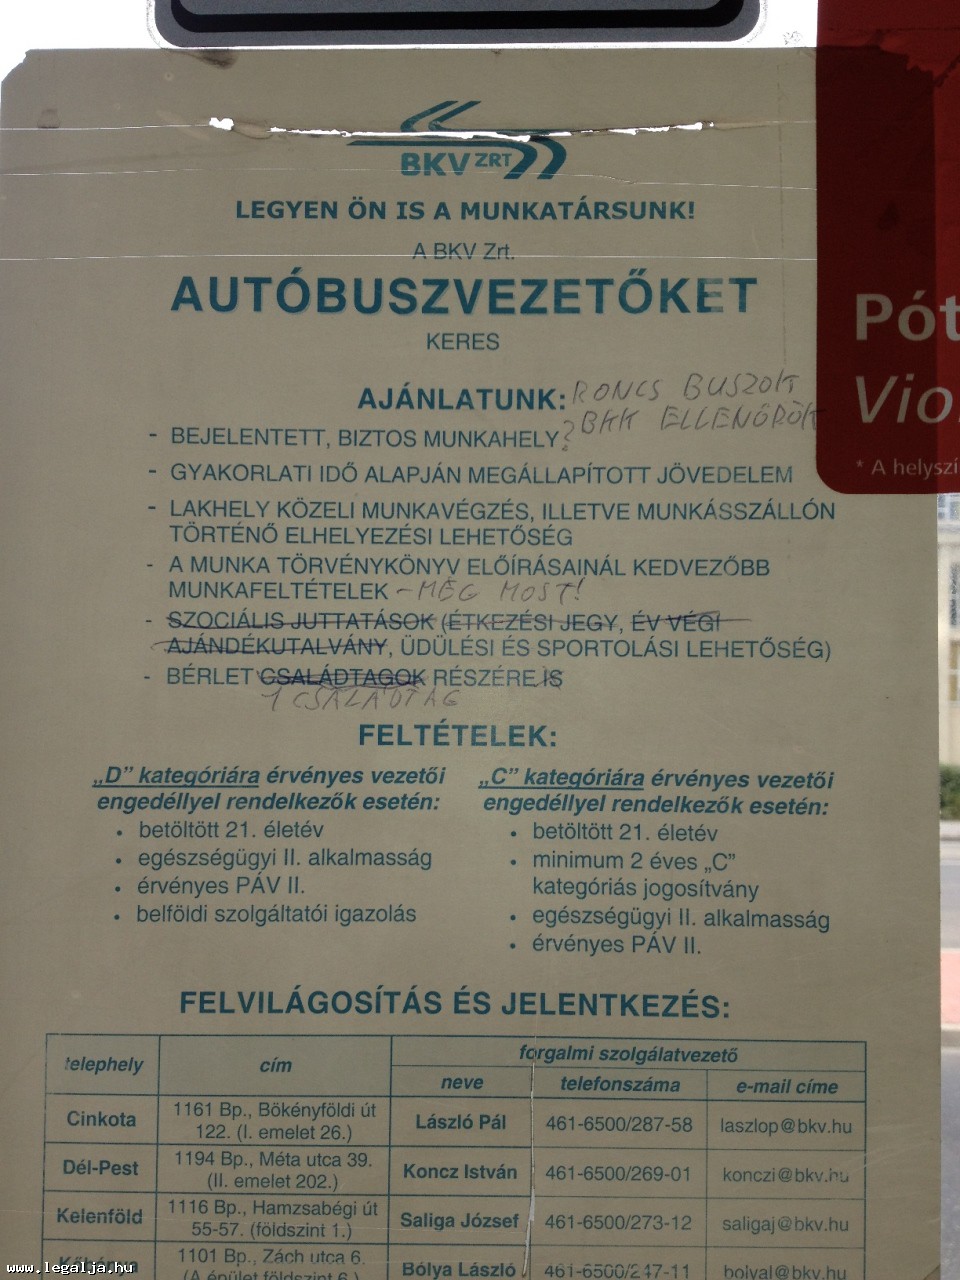 BKV ZRT
LEGYEN ÖN IS A MUNKATÁRSUNK!
A BKV Zrt.
AUTÓBUSZVEZETŐKET
KERES
AJÁNLATUNK: RONCS BUSZOK
BKK ELLENŐRÖK
- BEJELENTETT, BIZTOS MUNKAHELY?
- GYAKORLATI IDŐ ALAPJÁN MEGÁLLAPÍTOTT JÖVEDELEM
- LAKHELY KÖZELI MUNKAVÉGZÉS, ILLETVE MUNKÁSSZÁLLÓN
TÖRTÉNŐ ELHELYEZÉSI LEHETŐSÉG
- A MUNKA TÖRVÉNYKÖNYV ELŐÍRÁSAINÁL KEDVEZŐBB
MUNKAFELTÉTELEK - MÉG MOST!
- SZOCIÁLIS JUTTATÁSOK (ÉTKEZÉSI JEGY, ÉV VÉGI
AJÁNDÉKUTALVÁNY, ÜDÜLÉSI ÉS SPORTOLÁSI LEHETŐSÉG)
- BÉRLET CSALÁDTAGOK RÉSZÉRE IS
1 CSALÁDTAG
FELTÉTELEK:
„D” kategóriára érvényes vezetői
engedéllyel rendelkezők esetén:
• betöltött 21. életév
• egészségügyi II. alkalmasság
• érvényes PÁV II.
• belföldi szolgáltatói igazolás
„C” kategóriára érvényes vezetői
engedéllyel rendelkezők esetén:
• betöltött 21. életév
• minimum 2 éves „C”
kategóriás jogosítvány
• egészségügyi II. alkalmasság
• érvényes PÁV II.
FELVILÁGOSÍTÁS ÉS JELENTKEZÉS:
telephely cím forgalmi szolgálatvezető
neve telefonszáma e-mail címe
Cinkota 1161 Bp., Bökényföldi út
122. (I. emelet 26.) László Pál 461-6500/287-58 laszlop@bkv.hu
Dél-Pest 1194 Bp., Méta utca 39.
(II. emelet 202.) Koncz István 461-6500/269-01 konczi@bkv.hu
Kelenföld 1116 Bp., Hamzsabégi út
55-57. (földszint 1.) Saliga József 461-6500/273-12 saligaj@bkv.hu
Kőbánya 1101 Bp., Zách utca 6.
(A épület földszint 6.) Bólya László 461-6500/247-11 bolyal@bkv.hu
Pót
Vio
* A helyszí
www.legalja.hu